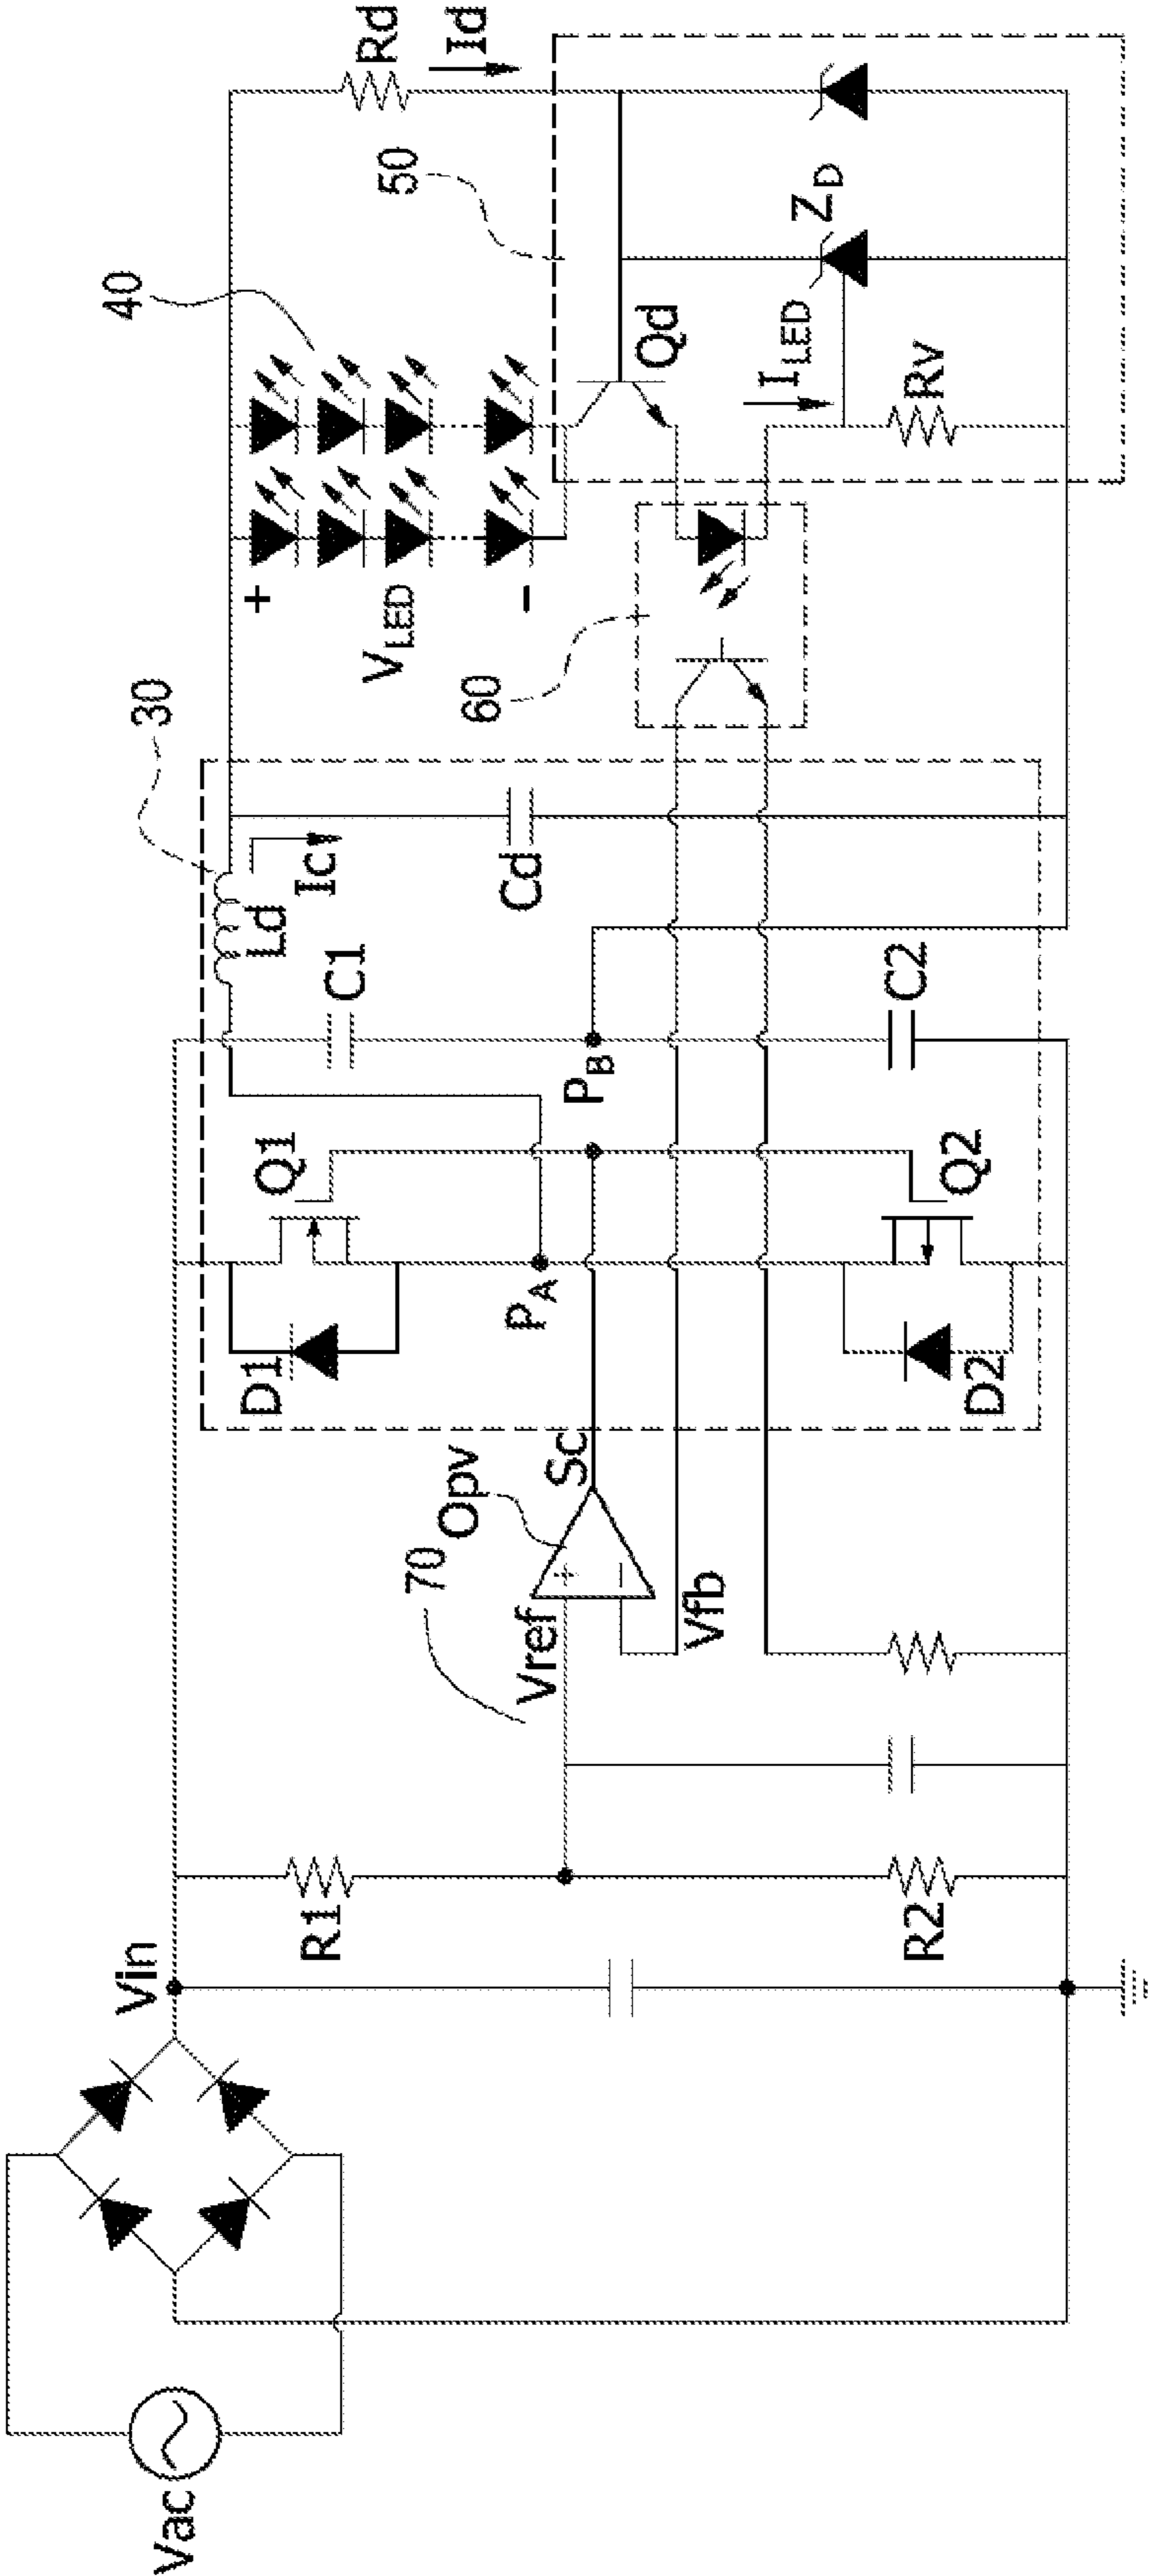 Vac
Vin
R1
R2
70
Opv
Vref
+
−
Vfb
Sc
D1
Q1
PA
D2
Q2
PB
C1
C2
Ld
30
Ic
Cd
60
+
VLED
−
40
50
Qd
ILED
Rv
ZD
Rd
Id